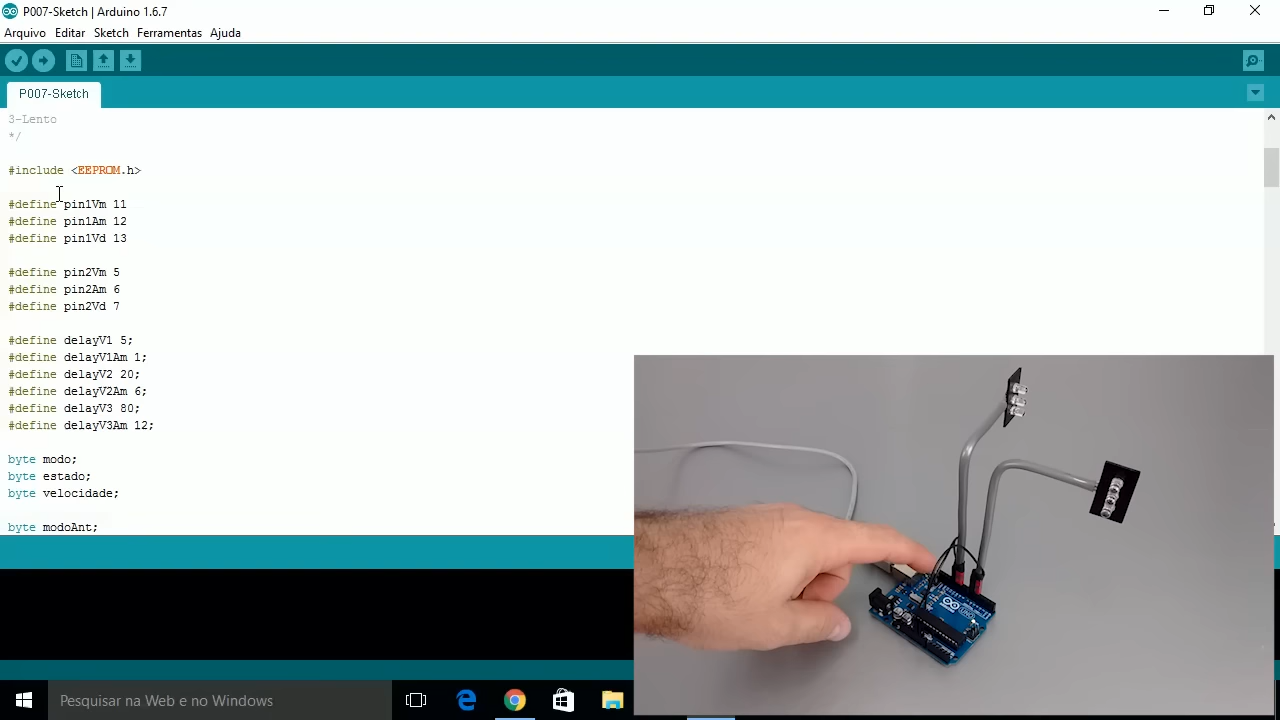 P007-Sketch | Arduino 1.6.7
Arquivo Editar Sketch Ferramentas Ajuda
P007-Sketch
3-Lento
*/
#include <EEPROM.h>
#define pin1Vm 11
#define pin1Am 12
#define pin1Vd 13
#define pin2Vm 5
#define pin2Am 6
#define pin2Vd 7
#define delayV1 5;
#define delayV1Am 1;
#define delayV2 20;
#define delayV2Am 6;
#define delayV3 80;
#define delayV3Am 12;
byte modo;
byte estado;
byte velocidade;
byte modoAnt;
Pesquisar na Web e no Windows